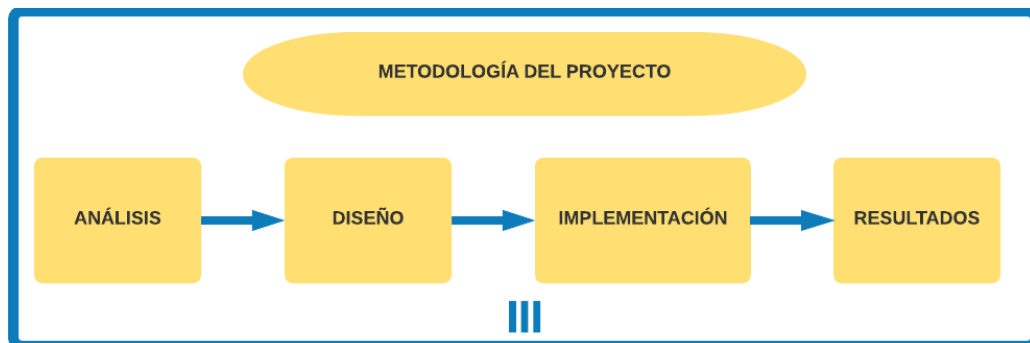 METODOLOGÍA DEL PROYECTO
ANÁLISIS
DISEÑO
IMPLEMENTACIÓN
RESULTADOS